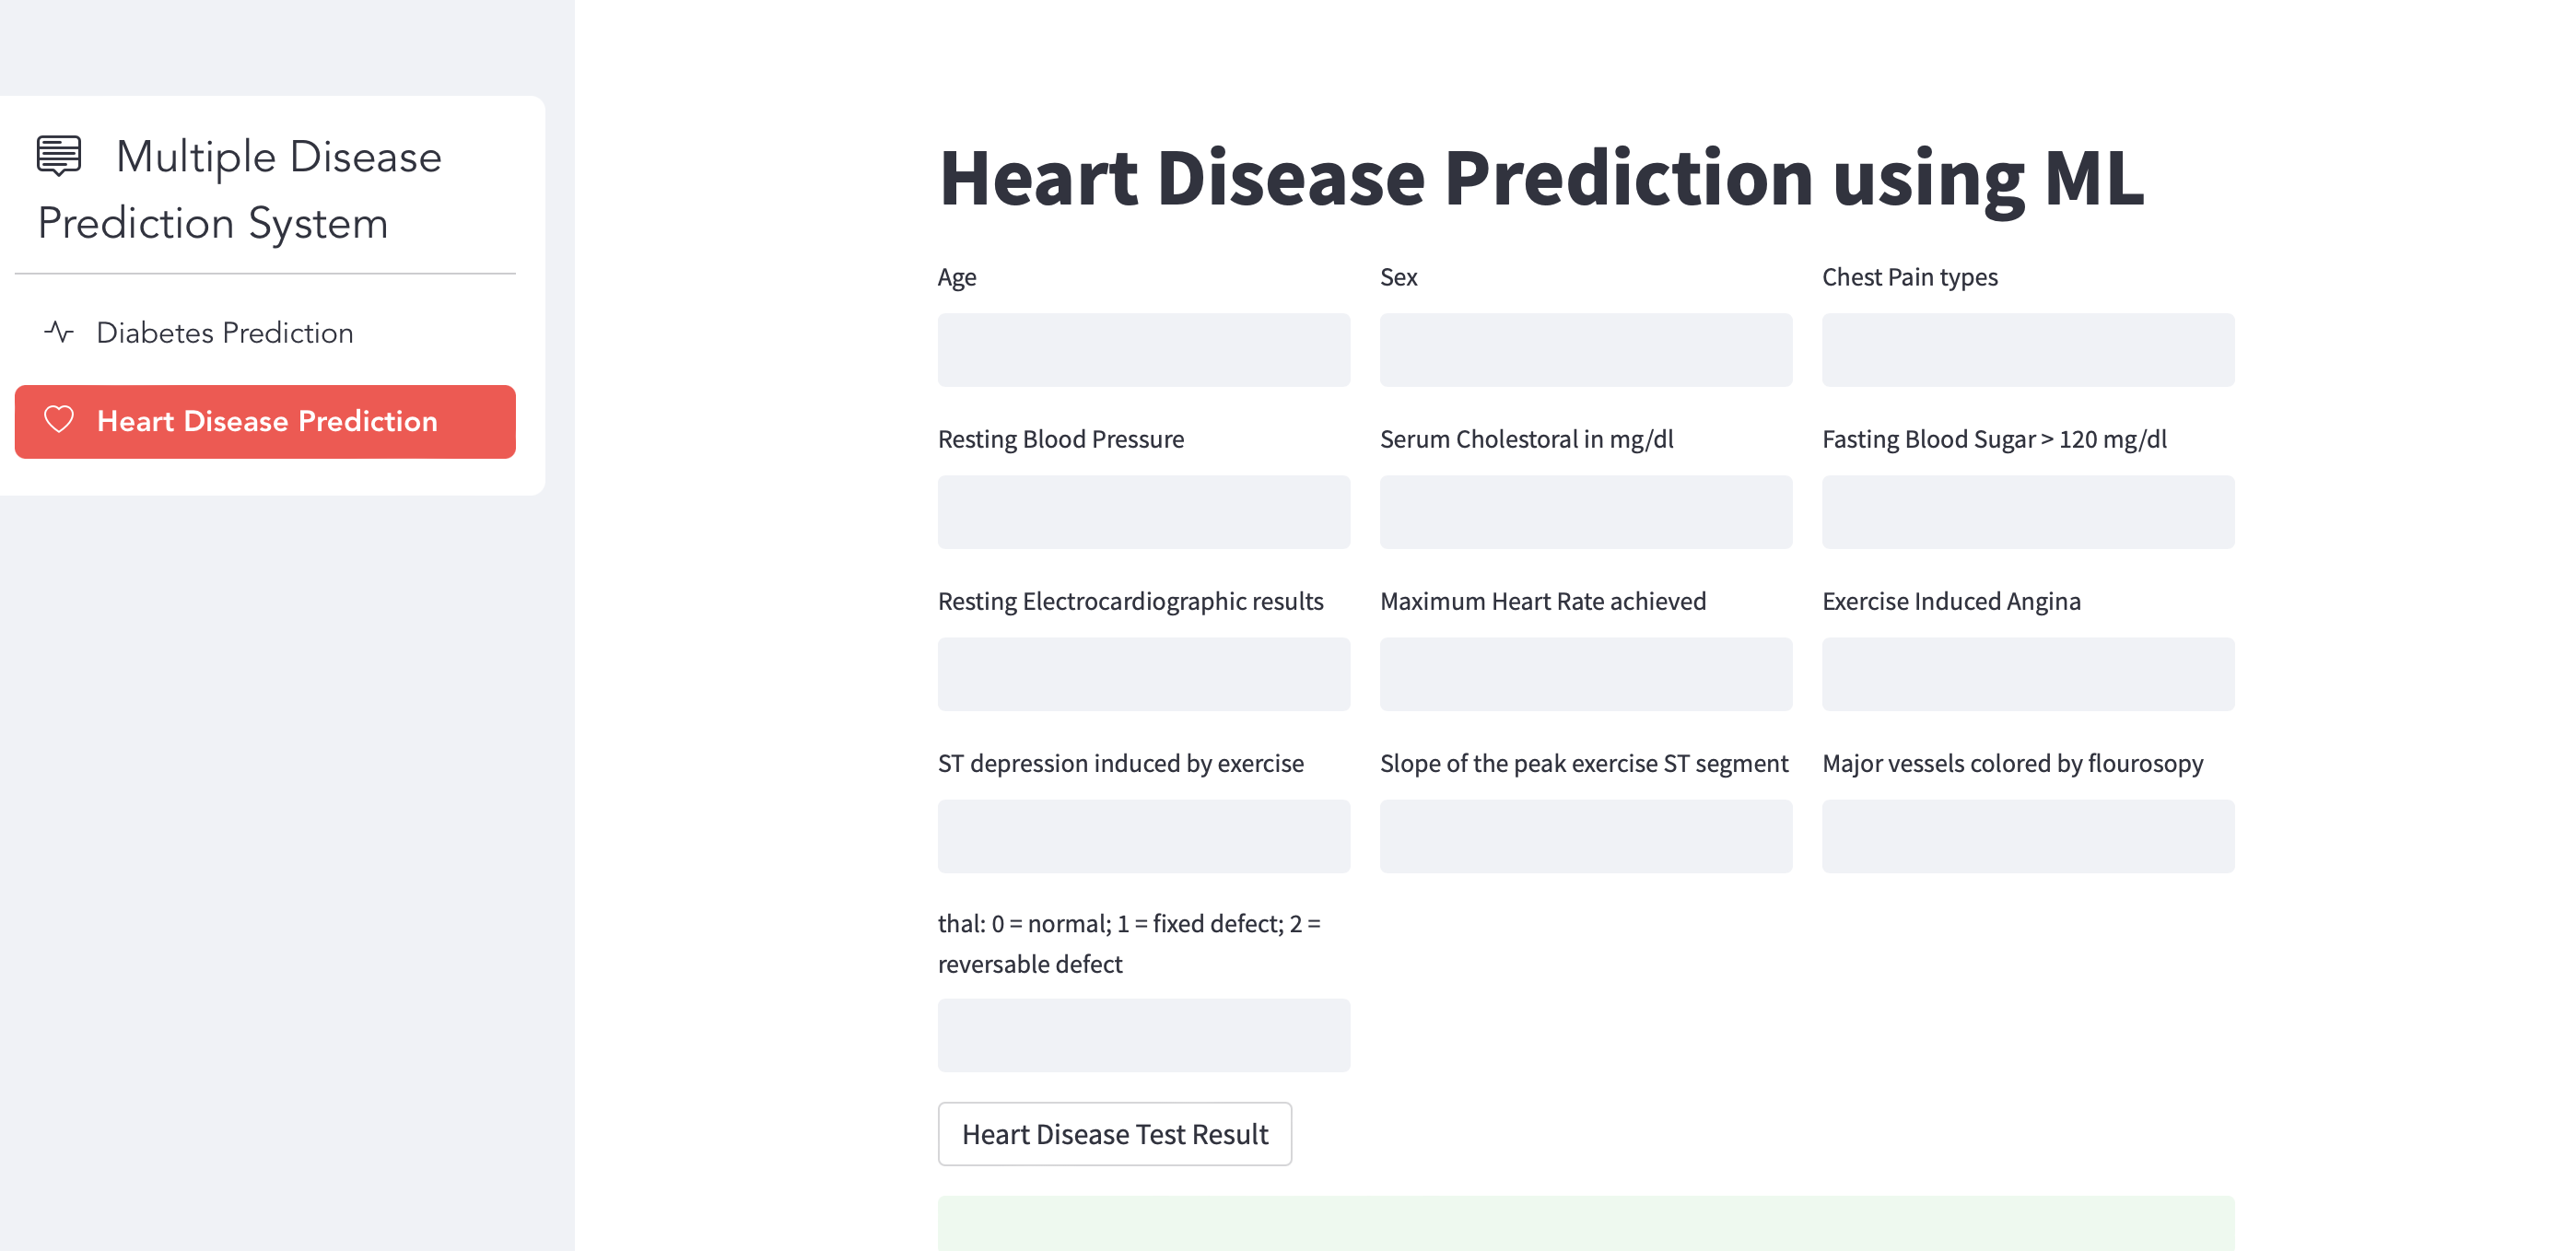 Multiple Disease
Prediction System
Diabetes Prediction
Heart Disease Prediction
Heart Disease Prediction using ML
Age
Sex
Chest Pain types
Resting Blood Pressure
Serum Cholestoral in mg/dl
Fasting Blood Sugar > 120 mg/dl
Resting Electrocardiographic results
Maximum Heart Rate achieved
Exercise Induced Angina
ST depression induced by exercise
Slope of the peak exercise ST segment
Major vessels colored by flourosopy
thal: 0 = normal; 1 = fixed defect; 2 =
reversable defect
Heart Disease Test Result